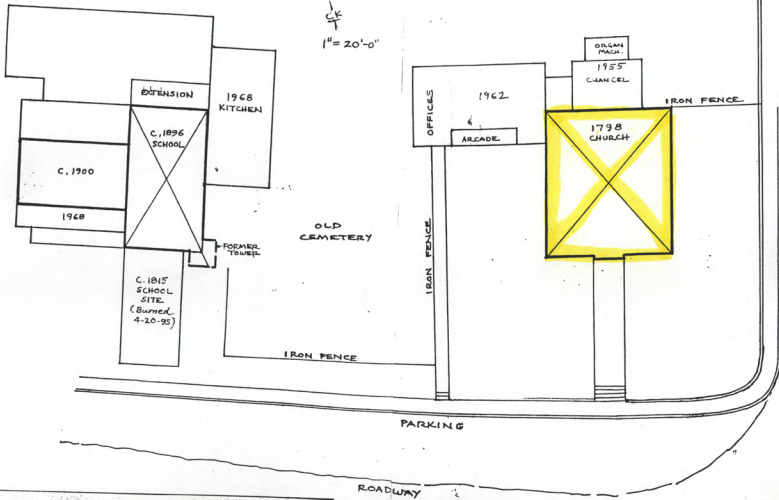 1" = 20'-0"
ORGAN
MACH.
1955
CHANCEL
EXTENSION
1968
KITCHEN
1962
OFFICES
IRON FENCE
C. 1896
SCHOOL
ARCADE
1798
CHURCH
C. 1900
1968
OLD
CEMETERY
FORMER
TOWER
IRON FENCE
C. 1815
SCHOOL
SITE
(Burned
4-20-95)
IRON FENCE
PARKING
ROADWAY